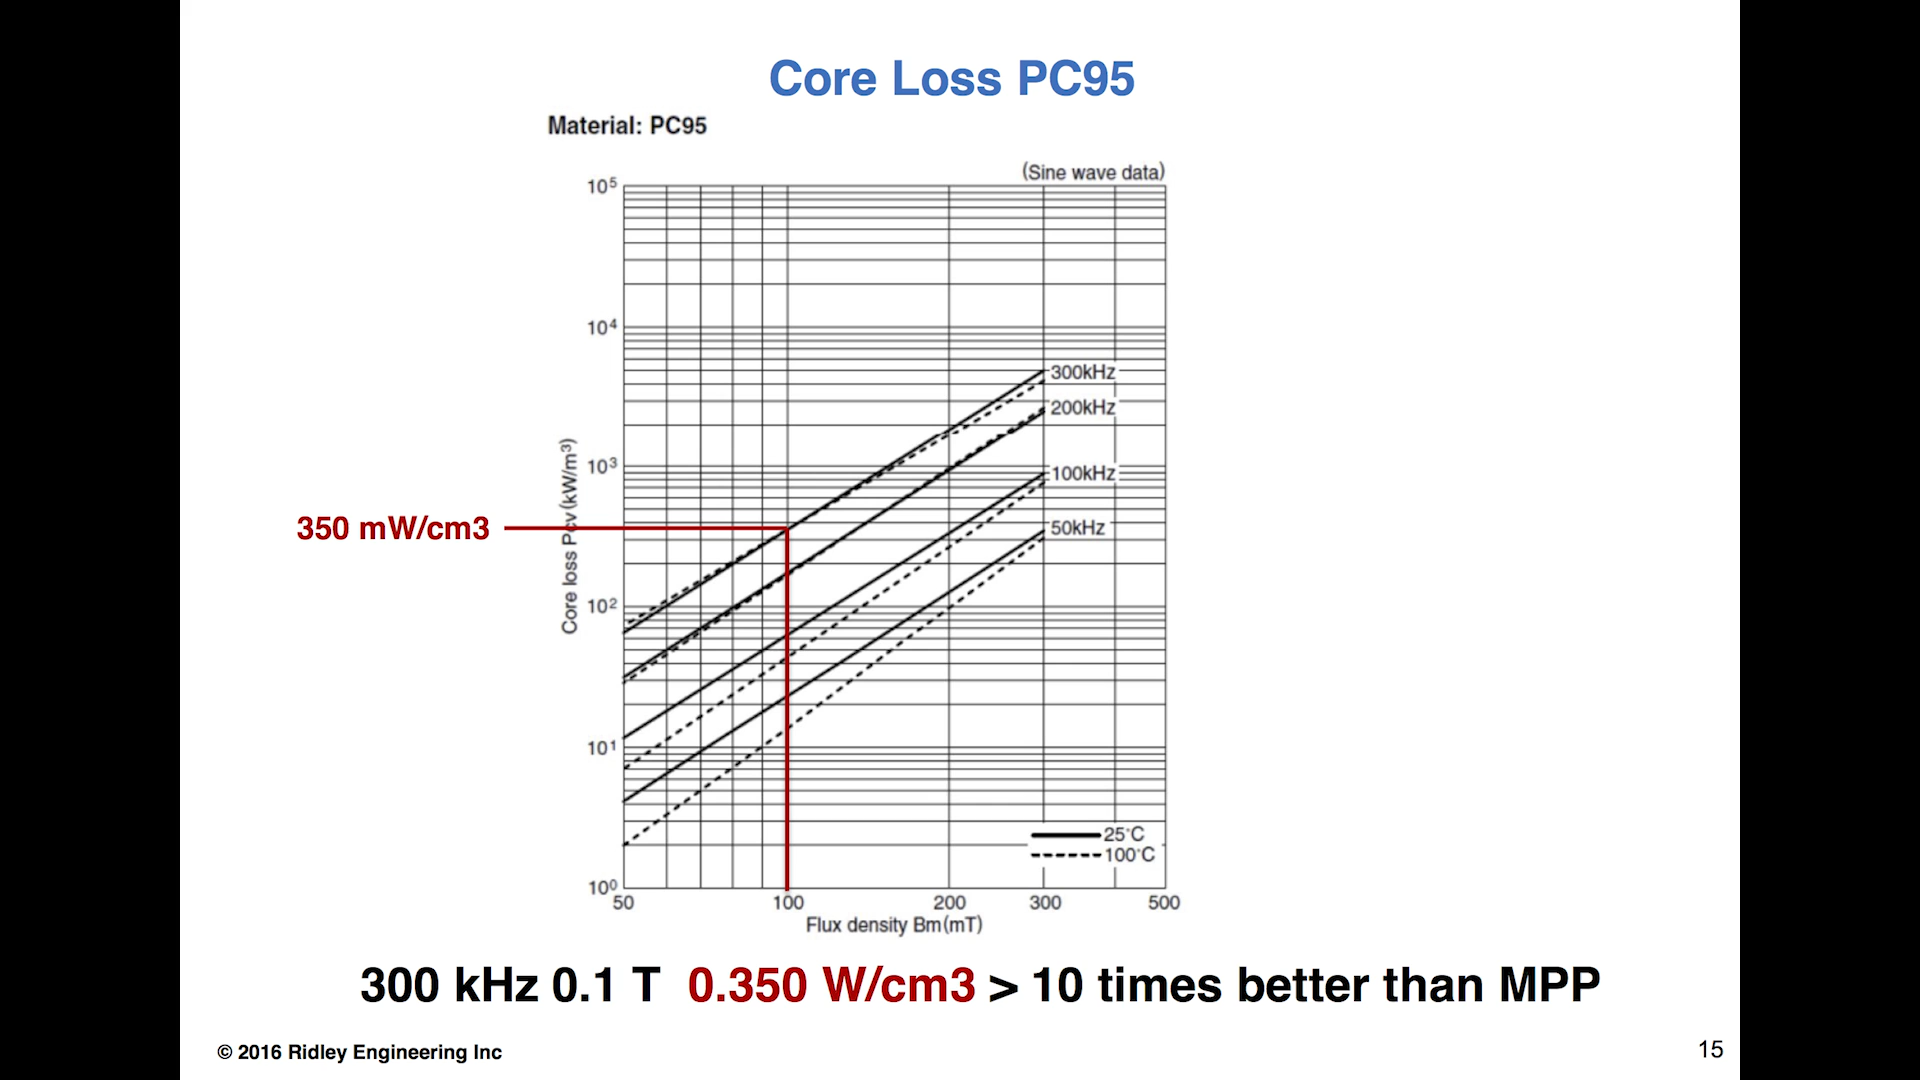 Core Loss PC95
Material: PC95
(Sine wave data)
10⁵
10⁴
10³
10²
10¹
10⁰
Core loss Pcv (kW/m³)
300kHz
200kHz
100kHz
50kHz
350 mW/cm3
25°C
100°C
50 100 200 300 500
Flux density Bm(mT)
300 kHz 0.1 T 0.350 W/cm3 > 10 times better than MPP
© 2016 Ridley Engineering Inc
15